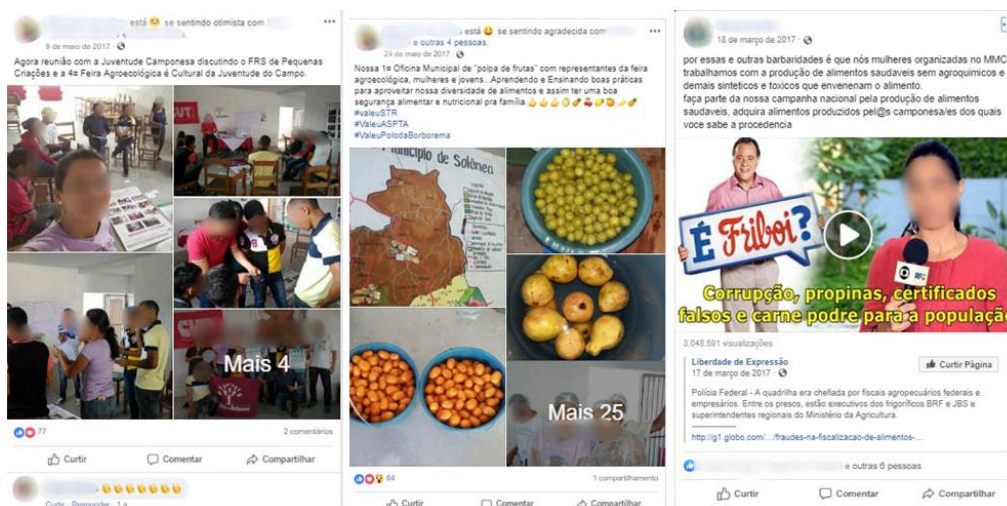 está se sentindo otimista com
9 de maio de 2017
Agora reunião com a Juventude Camponesa discutindo o FRS de Pequenas
Criações e a 4ª Feira Agroecológica é Cultural da Juventude do Campo.
CUT
Mais 4
77
2 comentários
Curtir Comentar Compartilhar
Curtir Responder 1 a
está se sentindo agradecida com
e outras 4 pessoas.
24 de maio de 2017
Nossa 1ª Oficina Municipal de "polpa de frutas" com representantes da feira
agroecológica, mulheres e jovens...Aprendendo e Ensinando boas práticas
para aproveitar nossa diversidade de alimentos e assim ter uma boa
segurança alimentar e nutricional pra família.
#valeuSTR
#ValeuASPTA
#ValeuPolodaBorborema
Município de Solânea
Mais 25
64
1 compartilhamento
Curtir Comentar Compartilhar
18 de março de 2017
por essas e outras barbaridades é que nós mulheres organizadas no MMC
trabalhamos com a produção de alimentos saudaveis sem agroquimicos e
demais sinteticos e toxicos que envenenam o alimento.
faça parte da nossa campanha nacional pela produção de alimentos
saudaveis, adquira alimentos produzidos pel@s camponesa/es dos quais
voce sabe a procedencia
É Friboi?
Corrupção, propinas, certificados
falsos e carne podre para a população
3.048.591 visualizações
Liberdade de Expressão
17 de março de 2017
Curtir Página
Polícia Federal - A quadrilha era chefiada por fiscais agropecuários federais e
empresários. Entre os presos, estão executivos dos frigoríficos BRF e JBS e
superintendentes regionais do Ministério da Agricultura.
----------------
http://g1.globo.com/.../fraudes-na-fiscalizacao-de-alimentos-...
e outras 6 pessoas
Curtir Comentar Compartilhar